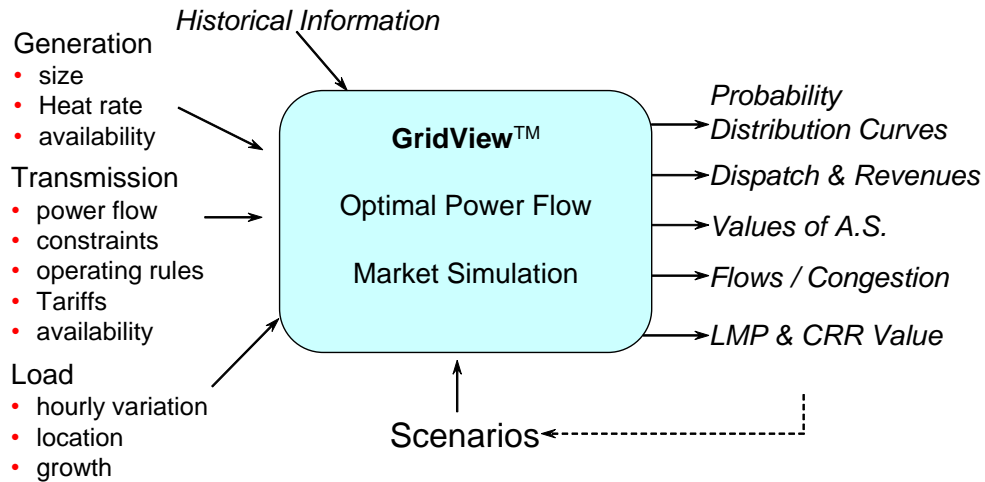 Historical Information
Generation
• size
• Heat rate
• availability
Transmission
• power flow
• constraints
• operating rules
• Tariffs
• availability
Load
• hourly variation
• location
• growth
GridView™
Optimal Power Flow
Market Simulation
Probability
Distribution Curves
Dispatch & Revenues
Values of A.S.
Flows / Congestion
LMP & CRR Value
Scenarios